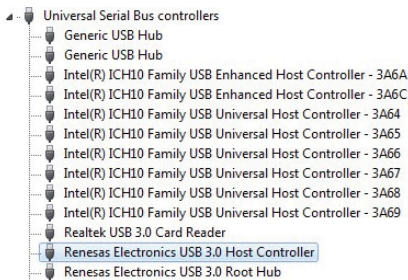 Universal Serial Bus controllers
Generic USB Hub
Generic USB Hub
Intel(R) ICH10 Family USB Enhanced Host Controller - 3A6A
Intel(R) ICH10 Family USB Enhanced Host Controller - 3A6C
Intel(R) ICH10 Family USB Universal Host Controller - 3A64
Intel(R) ICH10 Family USB Universal Host Controller - 3A65
Intel(R) ICH10 Family USB Universal Host Controller - 3A66
Intel(R) ICH10 Family USB Universal Host Controller - 3A67
Intel(R) ICH10 Family USB Universal Host Controller - 3A68
Intel(R) ICH10 Family USB Universal Host Controller - 3A69
Realtek USB 3.0 Card Reader
Renesas Electronics USB 3.0 Host Controller
Renesas Electronics USB 3.0 Root Hub